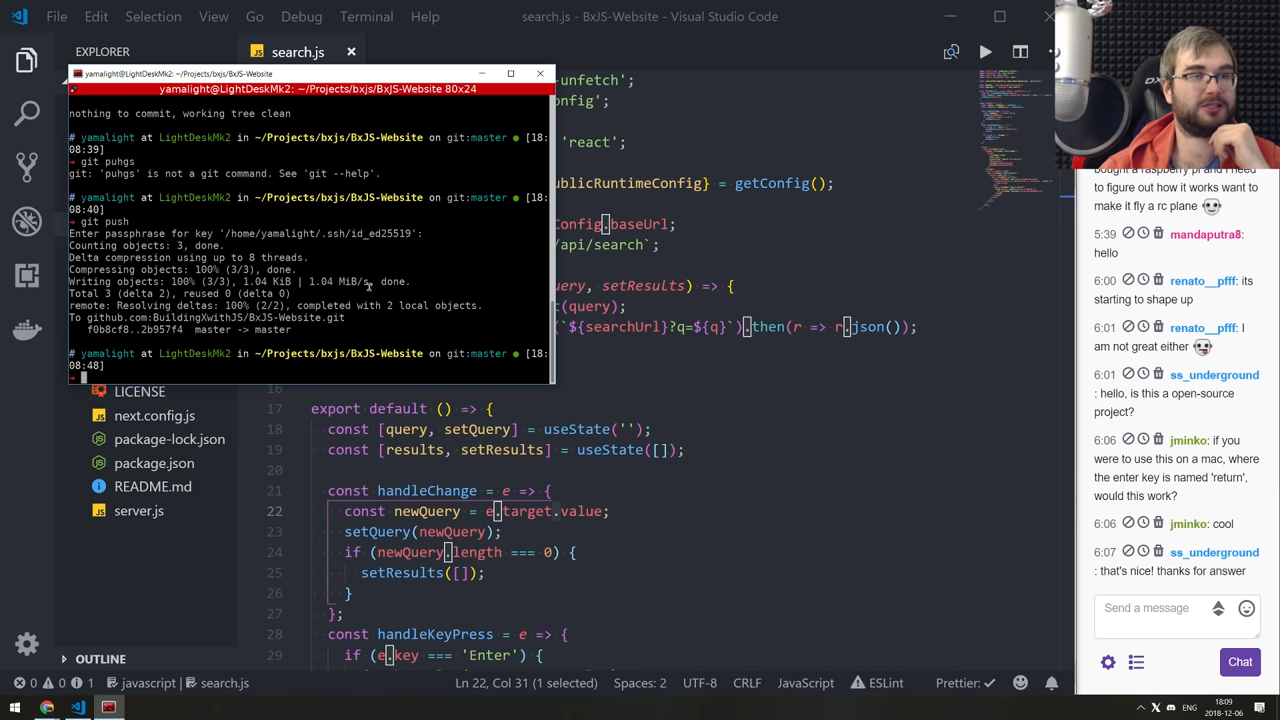 File Edit Selection View Go Debug Terminal Help
search.js - BxJS-Website - Visual Studio Code
EXPLORER
search.js
yamalight@LightDeskMk2: ~/Projects/bxjs/BxJS-Website
yamalight@LightDeskMk2: ~/Projects/bxjs/BxJS-Website 80x24
nothing to commit, working tree clean
# yamalight at LightDeskMk2 in ~/Projects/bxjs/BxJS-Website on git:master ● [18:
08:39]
➜ git puhgs
git: 'puhgs' is not a git command. See 'git --help'.
# yamalight at LightDeskMk2 in ~/Projects/bxjs/BxJS-Website on git:master ● [18:
08:40]
➜ git push
Enter passphrase for key '/home/yamalight/.ssh/id_ed25519':
Counting objects: 3, done.
Delta compression using up to 8 threads.
Compressing objects: 100% (3/3), done.
Writing objects: 100% (3/3), 1.04 KiB | 1.04 MiB/s, done.
Total 3 (delta 2), reused 0 (delta 0)
remote: Resolving deltas: 100% (2/2), completed with 2 local objects.
To github.com:BuildingXwithJS/BxJS-Website.git
f0b8cf8..2b957f4 master -> master
# yamalight at LightDeskMk2 in ~/Projects/bxjs/BxJS-Website on git:master ● [18:
08:48]
➜
LICENSE
next.config.js
package-lock.json
package.json
README.md
server.js
OUTLINE
unfetch';
onfig';
react';
ublicRuntimeConfig} = getConfig();
Config.baseUrl;
/api/search`;
uery, setResults) => {
t(query);
(`${searchUrl}?q=${q}`).then(r => r.json());
16
17 export default () => {
18 const [query, setQuery] = useState('');
19 const [results, setResults] = useState([]);
20
21 const handleChange = e => {
22 const newQuery = e.target.value;
23 setQuery(newQuery);
24 if (newQuery.length === 0) {
25 setResults([]);
26 }
27 };
28 const handleKeyPress = e => {
29 if (e.key === 'Enter') {
bought a raspberry pi and i need
to figure out how it works want to
make it fly a rc plane
5:39 mandaputra8:
hello
6:00 renato__pfff: its
starting to shape up
6:01 renato__pfff: I
am not great either
6:01 ss_underground
: hello, is this a open-source
project?
6:06 jminko: if you
were to use this on a mac, where
the enter key is named 'return',
would this work?
6:06 jminko: cool
6:07 ss_underground
: that's nice! thanks for answer
Send a message
Chat
0 0 1 javascript | search.js Ln 22, Col 31 (1 selected) Spaces: 2 UTF-8 CRLF JavaScript ESLint Prettier: ✓
ENG
18:09
2018-12-06